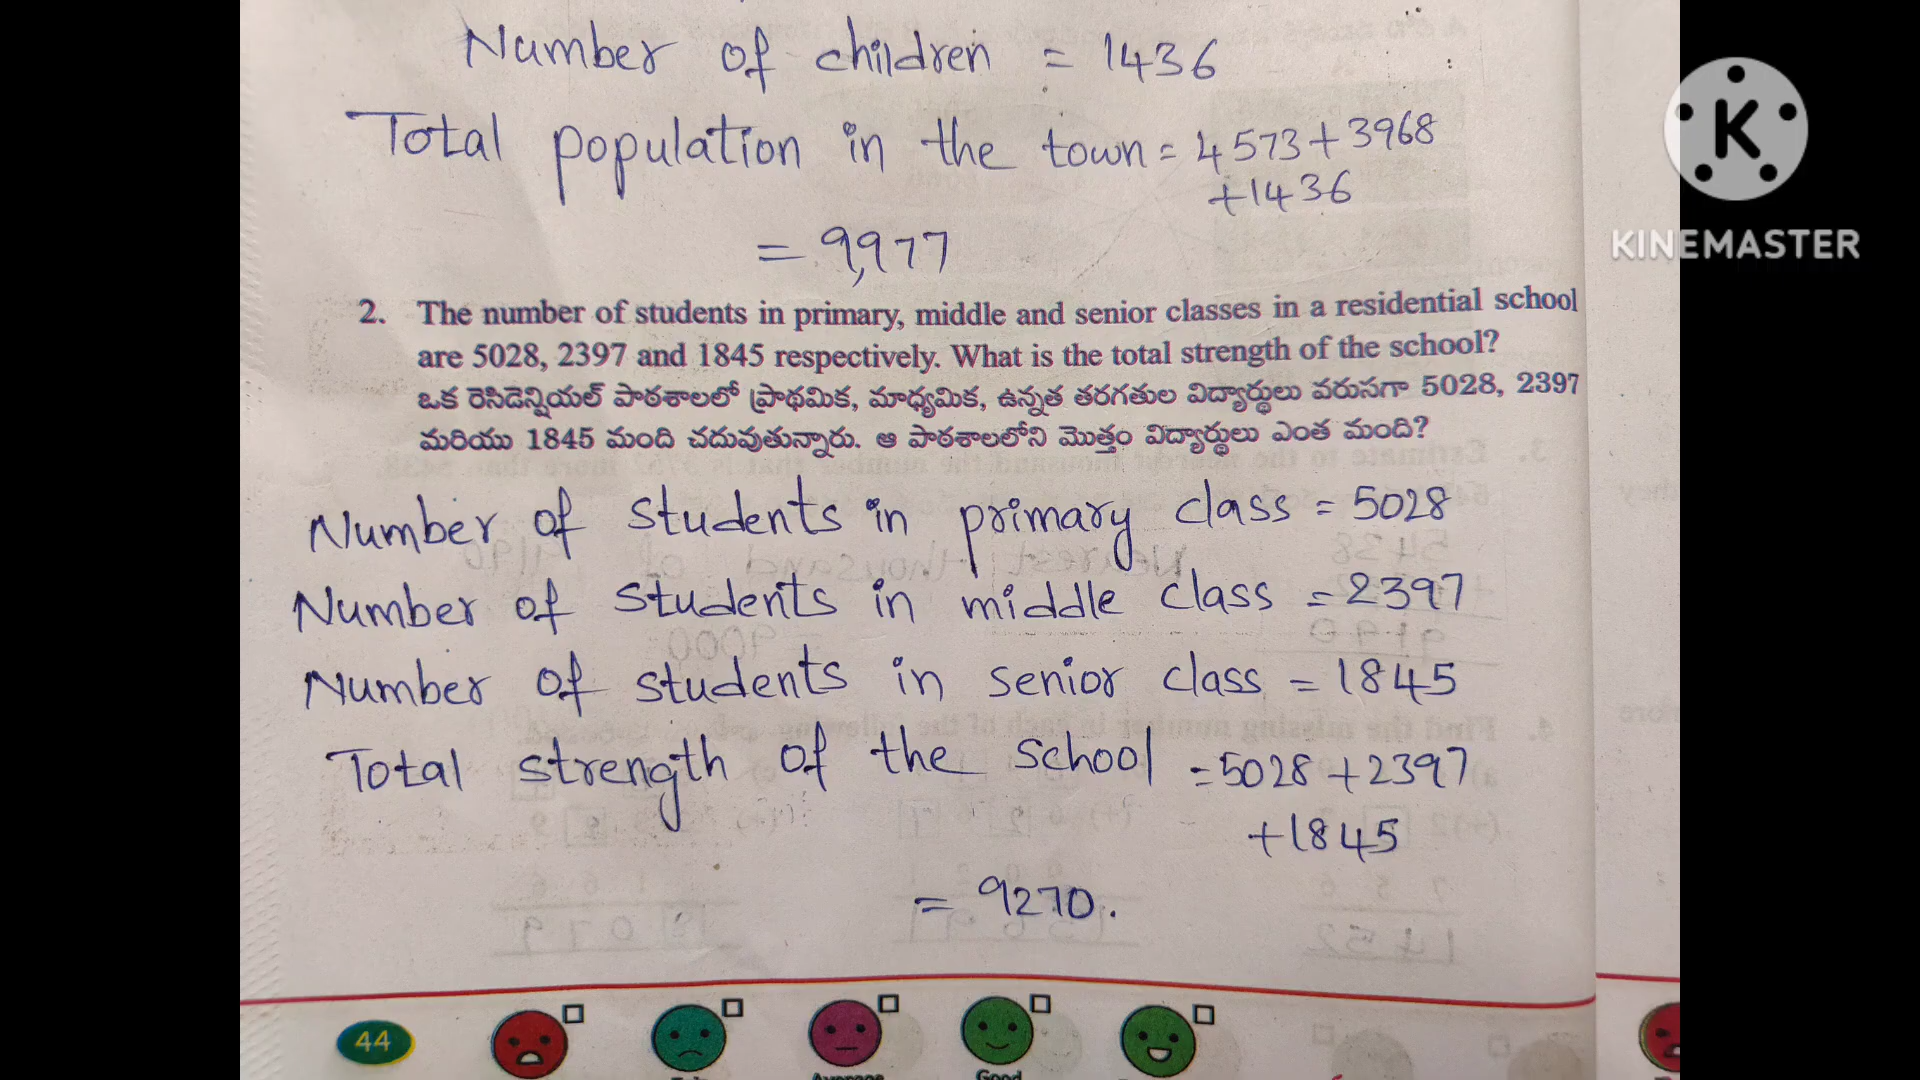 Number of children = 1436
Total population in the town = 4573+3968
+1436
= 9,977
2. The number of students in primary, middle and senior classes in a residential school
are 5028, 2397 and 1845 respectively. What is the total strength of the school?
ఒక రెసిడెన్షియల్ పాఠశాలలో ప్రాథమిక, మాధ్యమిక, ఉన్నత తరగతుల విద్యార్థులు వరుసగా 5028, 2397
మరియు 1845 మంది చదువుతున్నారు. ఆ పాఠశాలలోని మొత్తం విద్యార్థులు ఎంత మంది?
Number of students in primary class = 5028
Number of students in middle class = 2397
Number of students in senior class = 1845
Total strength of the school = 5028 + 2397
+1845
= 9270.
44
Average
Good
K
KINEMASTER